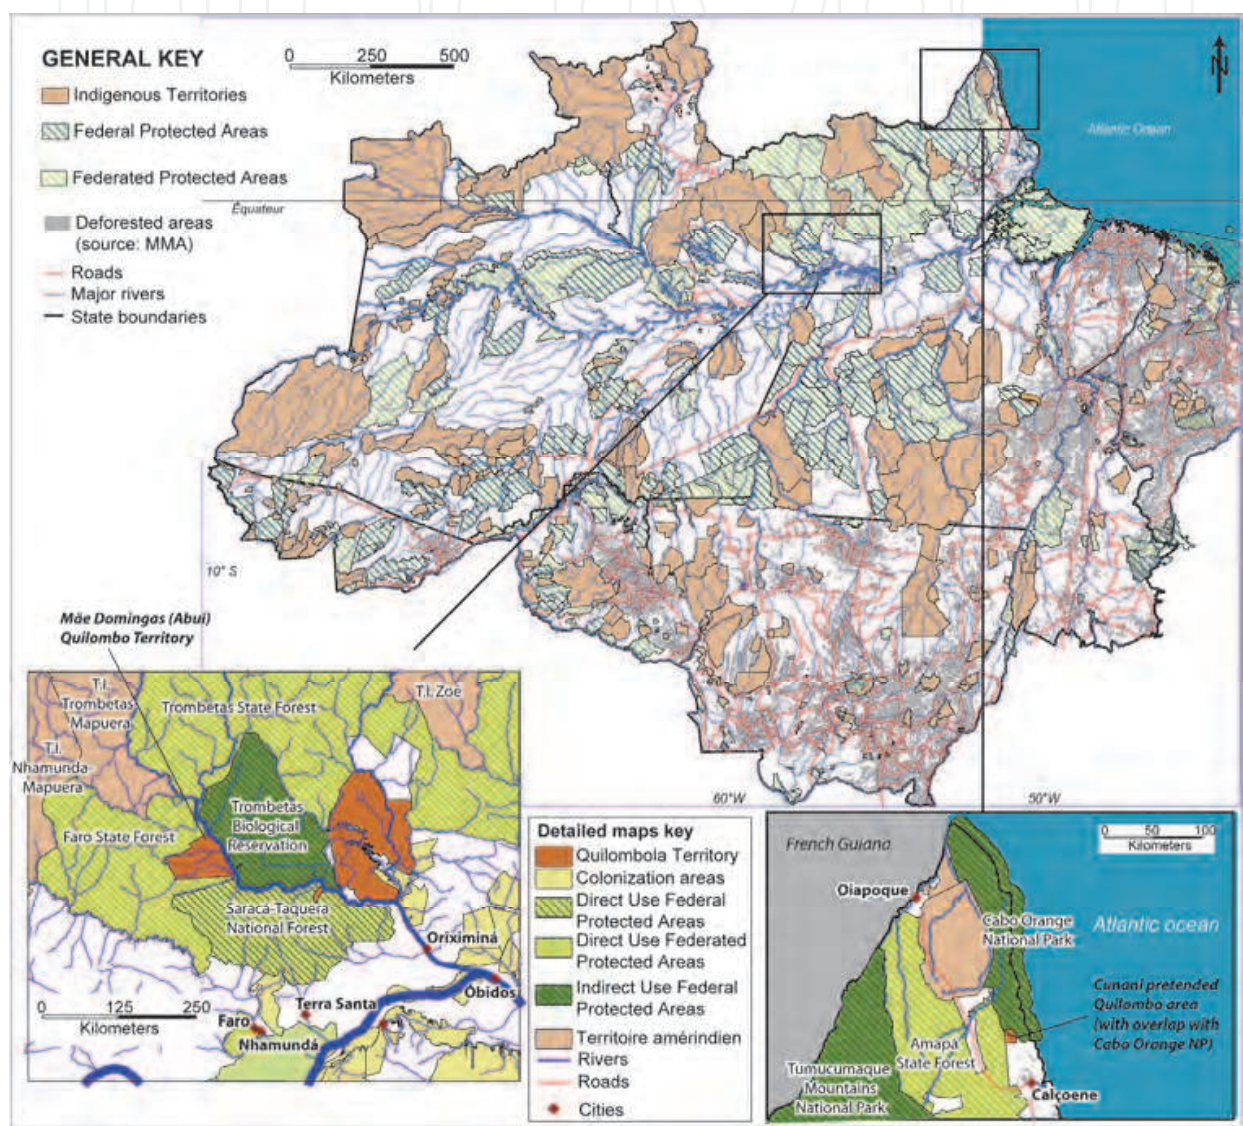 GENERAL KEY
Indigenous Territories
Federal Protected Areas
Federated Protected Areas
Deforested areas
(source: MMA)
Roads
Major rivers
State boundaries
0 250 500
Kilometers
N
Atlantic Ocean
Équateur
10° S
60°W
50°W
Mãe Domingas (Abui)
Quilombo Territory
T.I.
Trombetas
Mapuera
T.I.
Nhamunda-
Mapuera
Trombetas State Forest
T.I. Zoé
Trombetas
Biological
Reservation
Faro State Forest
Saracá-Taquera
National Forest
Oriximiná
Óbidos
Terra Santa
Faro
Nhamundá
0 125 250
Kilometers
Detailed maps key
Quilombola Territory
Colonization areas
Direct Use Federal
Protected Areas
Direct Use Federated
Protected Areas
Indirect Use Federal
Protected Areas
Territoire amérindien
Rivers
Roads
Cities
French Guiana
0 50 100
Kilometers
Oiapoque
Cabo Orange
National Park
Atlantic ocean
Cunani pretended
Quilombo area
(with overlap with
Cabo Orange NP)
Amapá
State Forest
Tumucumaque
Mountains
National Park
Calçoene